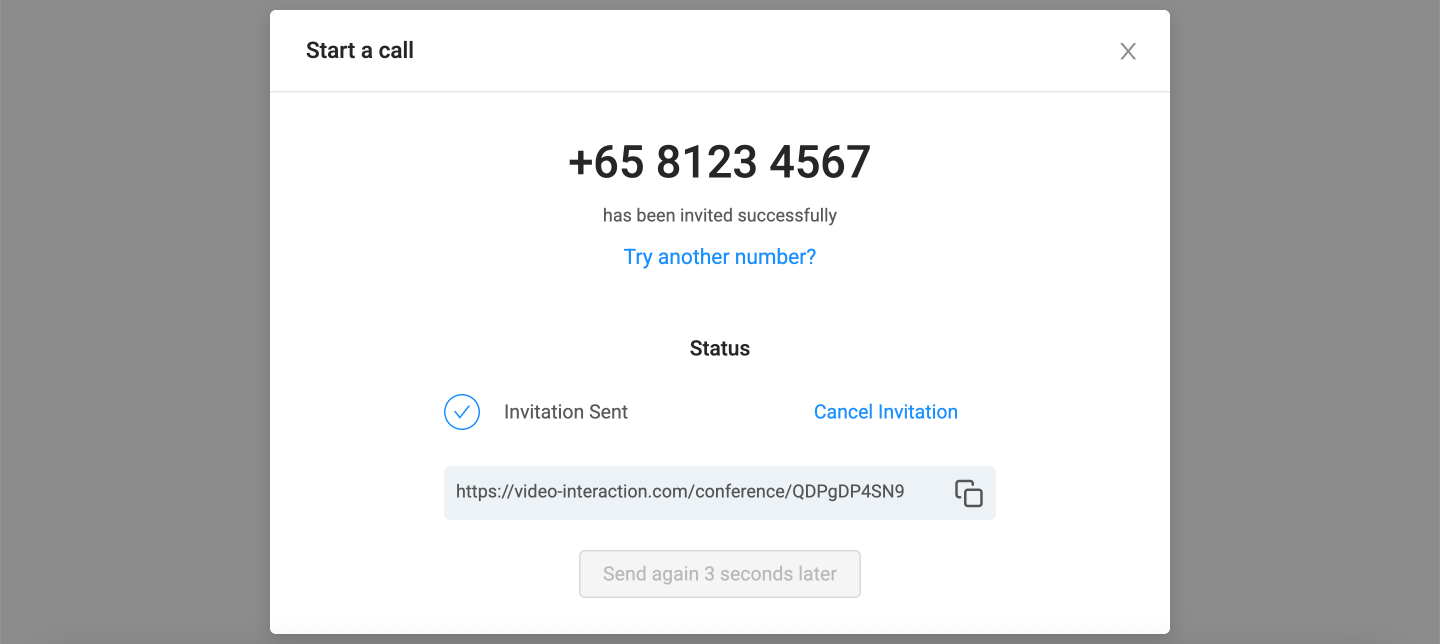 Start a call
+65 8123 4567
has been invited successfully
Try another number?
Status
Invitation Sent
Cancel Invitation
https://video-interaction.com/conference/QDPgDP4SN9
Send again 3 seconds later